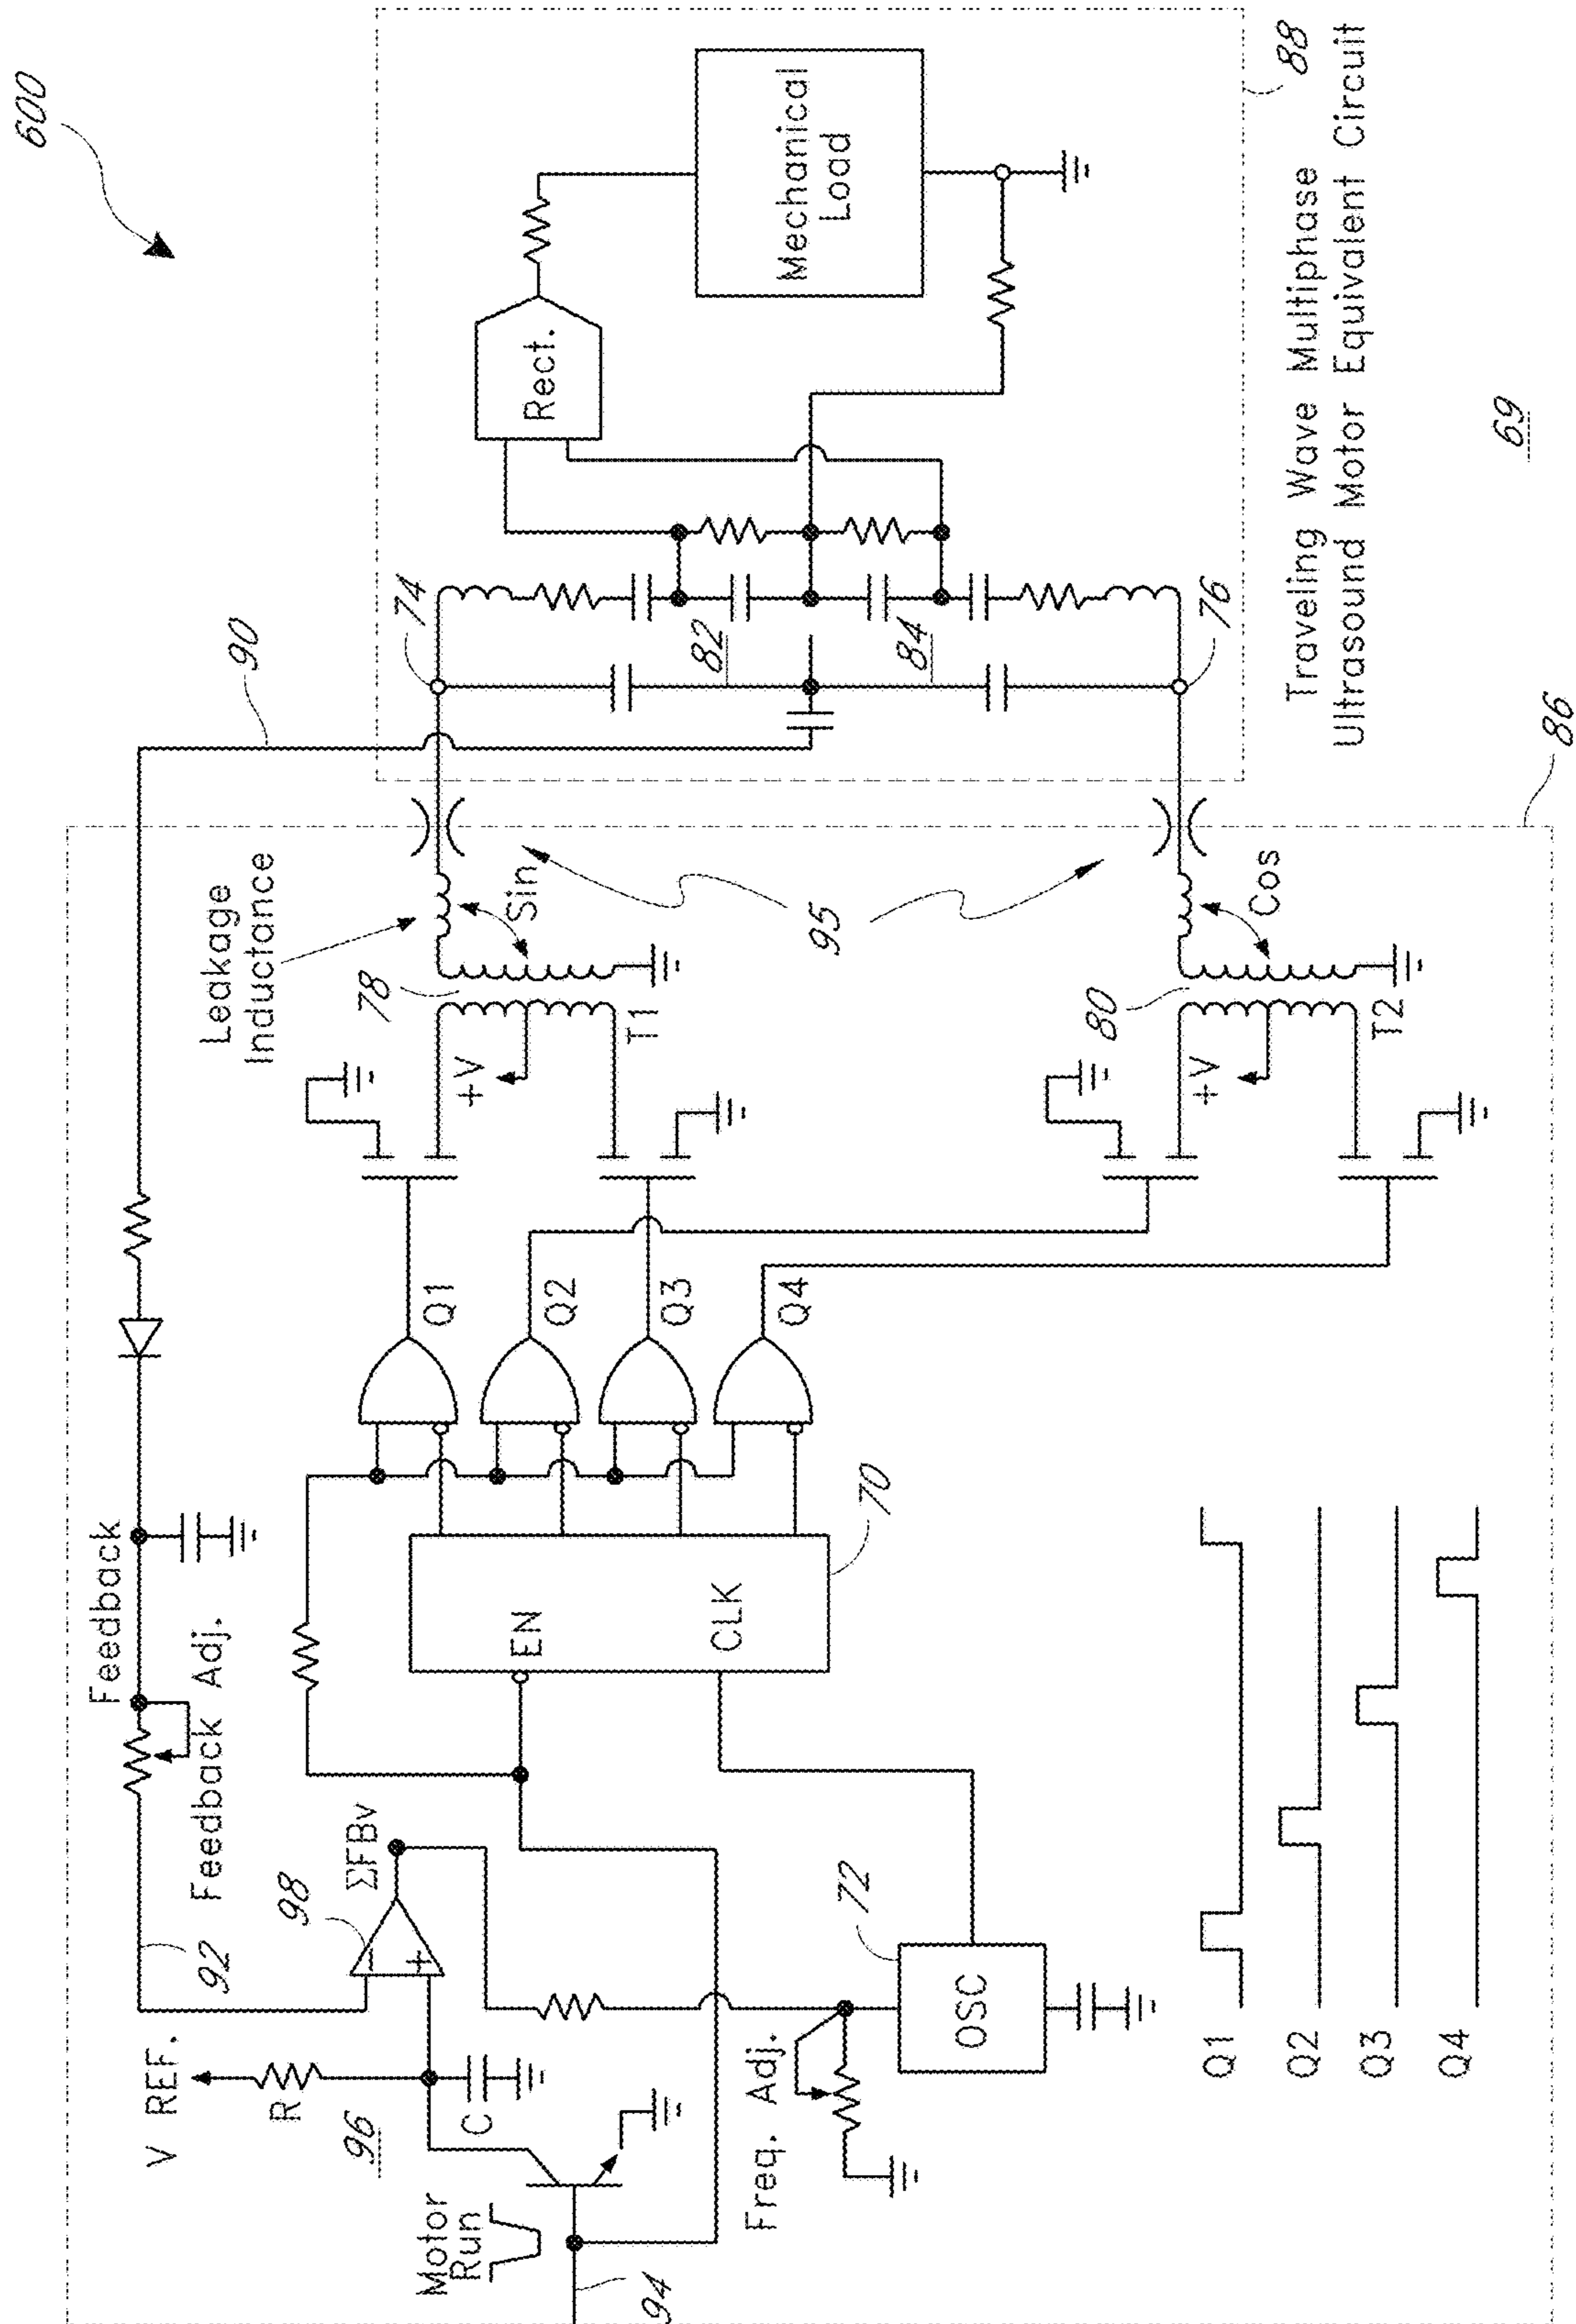 600
90
74
82
84
76
88
Rect.
Mechanical
Load
Traveling Wave Multiphase
Ultrasound Motor Equivalent Circuit
69
86
Leakage
Inductance
78
Sin
95
80
Cos
+V
T1
+V
T2
Feedback
Feedback Adj.
Q1
Q2
Q3
Q4
EN
CLK
70
92
98
ΣFBv
−
+
V REF.
R
96
C
Motor
Run
94
Freq. Adj.
72
OSC
Q1
Q2
Q3
Q4